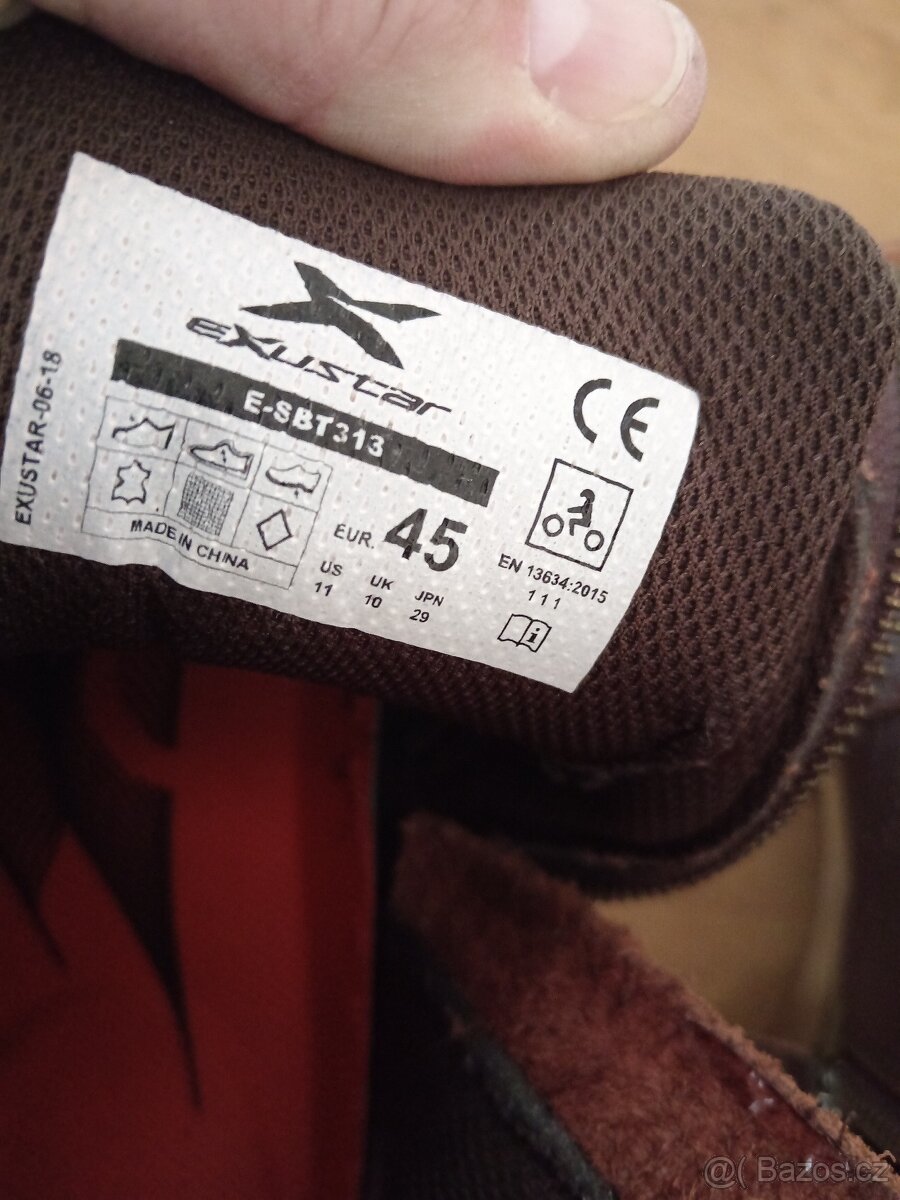 EXUSTAR
E-SBT313
EXUSTAR-06-18
MADE IN CHINA
EUR. 45
US UK JPN
11 10 29
CE
EN 13634:2015
1 1 1
i
@( Bazos.cz